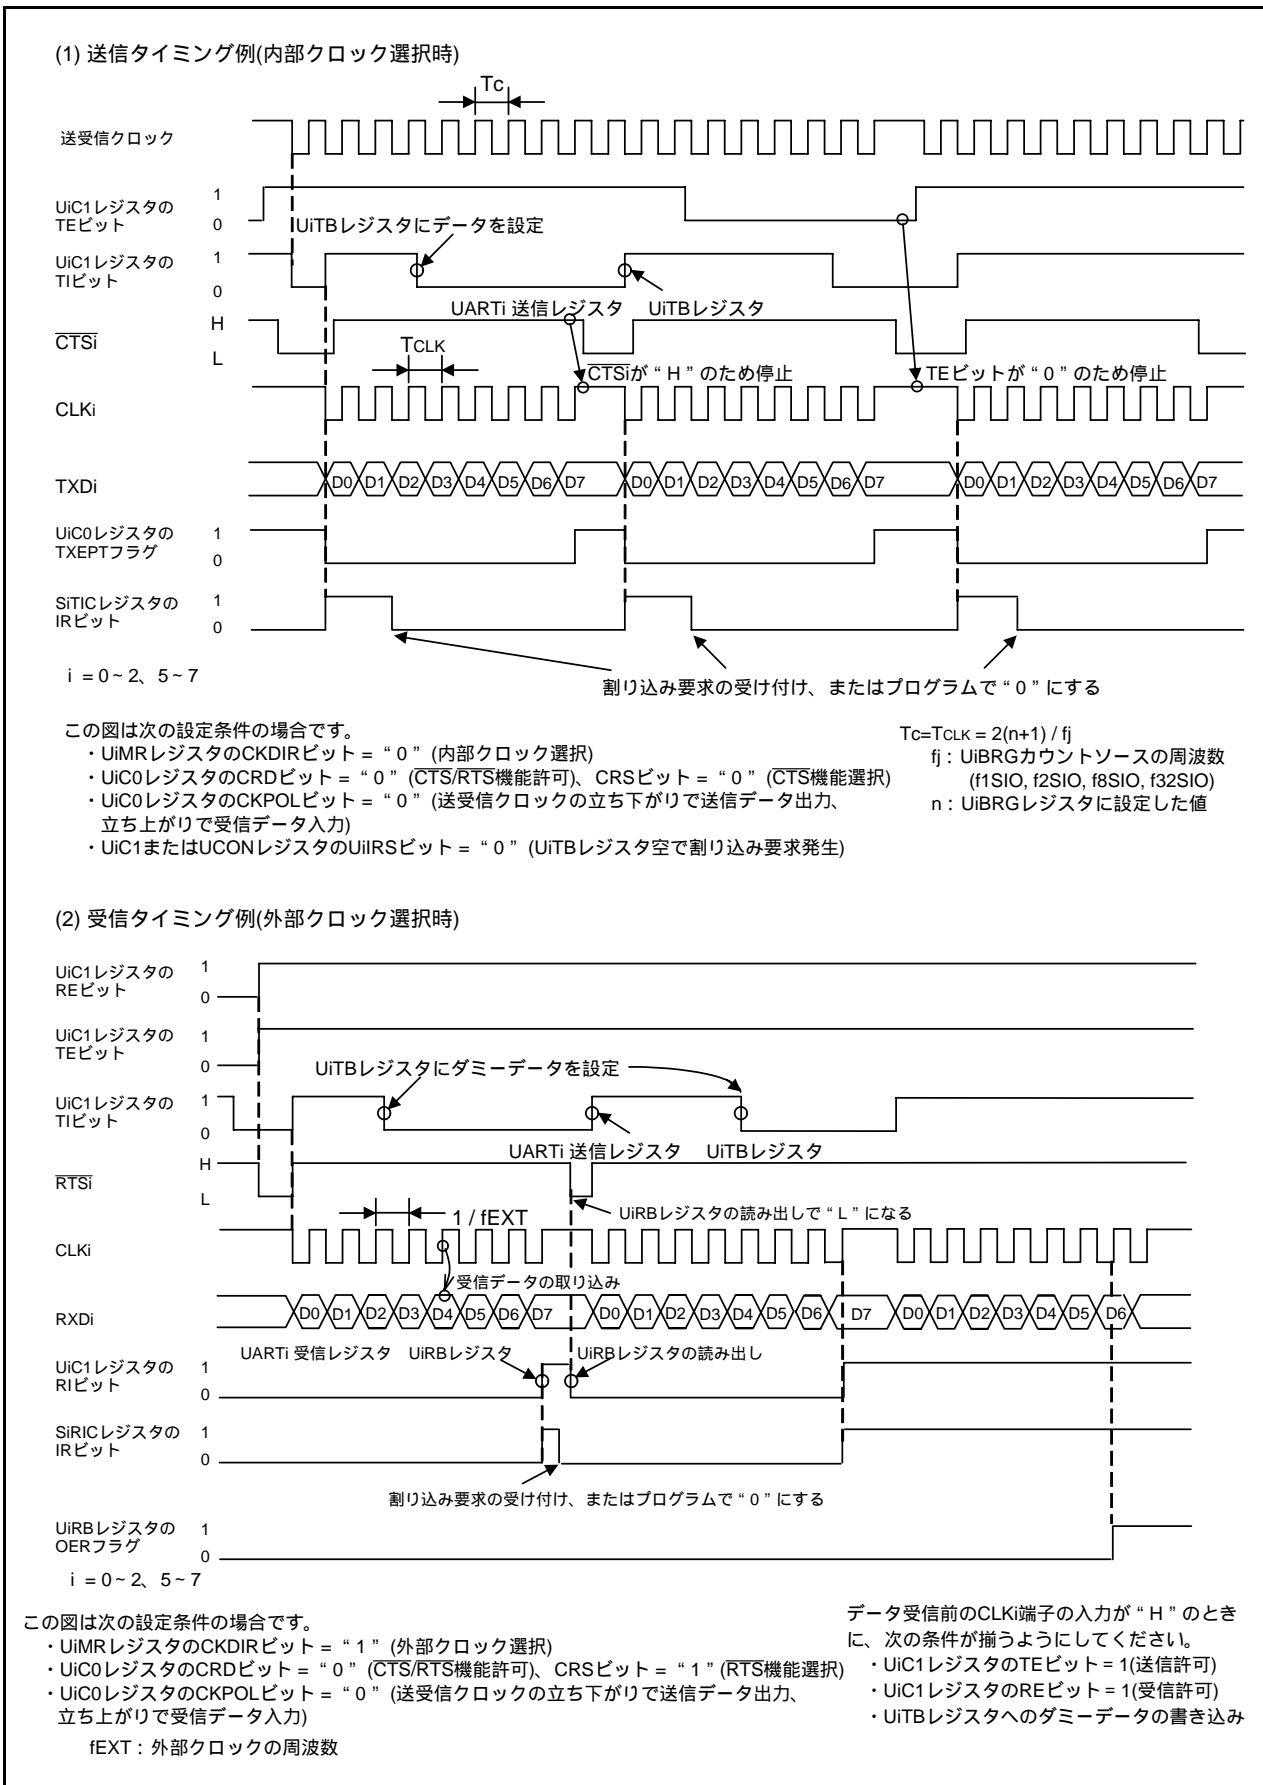 (1) 送信タイミング例(内部クロック選択時)
Tc
送受信クロック
UiC1レジスタの
TEビット
1
0
UiTBレジスタにデータを設定
UiC1レジスタの
TIビット
1
0
UARTi 送信レジスタ UiTBレジスタ
CTSi
H
L
TCLK
CTSiが“H”のため停止
TEビットが“0”のため停止
CLKi
TXDi
D0 D1 D2 D3 D4 D5 D6 D7 D0 D1 D2 D3 D4 D5 D6 D7 D0 D1 D2 D3 D4 D5 D6 D7
UiC0レジスタの
TXEPTフラグ
1
0
SiTICレジスタの
IRビット
1
0
i = 0~2、5~7
割り込み要求の受け付け、またはプログラムで“0”にする
この図は次の設定条件の場合です。
・UiMRレジスタのCKDIRビット = “0” (内部クロック選択)
・UiC0レジスタのCRDビット = “0” (CTS/RTS機能許可)、CRSビット = “0” (CTS機能選択)
・UiC0レジスタのCKPOLビット = “0” (送受信クロックの立ち下がりで送信データ出力、
立ち上がりで受信データ入力)
・UiC1またはUCONレジスタのUiIRSビット = “0” (UiTBレジスタ空で割り込み要求発生)
Tc=TCLK = 2(n+1) / fj
fj : UiBRGカウントソースの周波数
(f1SIO, f2SIO, f8SIO, f32SIO)
n : UiBRGレジスタに設定した値
(2) 受信タイミング例(外部クロック選択時)
UiC1レジスタの
REビット
1
0
UiC1レジスタの
TEビット
1
0
UiTBレジスタにダミーデータを設定
UiC1レジスタの
TIビット
1
0
UARTi 送信レジスタ UiTBレジスタ
RTSi
H
L
1 / fEXT
UiRBレジスタの読み出しで“L”になる
CLKi
受信データの取り込み
RXDi
D0 D1 D2 D3 D4 D5 D6 D7 D0 D1 D2 D3 D4 D5 D6 D7 D0 D1 D2 D3 D4 D5 D6
UARTi 受信レジスタ UiRBレジスタ
UiRBレジスタの読み出し
UiC1レジスタの
RIビット
1
0
SiRICレジスタの
IRビット
1
0
割り込み要求の受け付け、またはプログラムで“0”にする
UiRBレジスタの
OERフラグ
1
0
i = 0~2、5~7
この図は次の設定条件の場合です。
・UiMRレジスタのCKDIRビット = “1” (外部クロック選択)
・UiC0レジスタのCRDビット = “0” (CTS/RTS機能許可)、CRSビット = “1” (RTS機能選択)
・UiC0レジスタのCKPOLビット = “0” (送受信クロックの立ち下がりで送信データ出力、
立ち上がりで受信データ入力)
fEXT : 外部クロックの周波数
データ受信前のCLKi端子の入力が“H”のとき
に、次の条件が揃うようにしてください。
・UiC1レジスタのTEビット = 1(送信許可)
・UiC1レジスタのREビット = 1(受信許可)
・UiTBレジスタへのダミーデータの書き込み